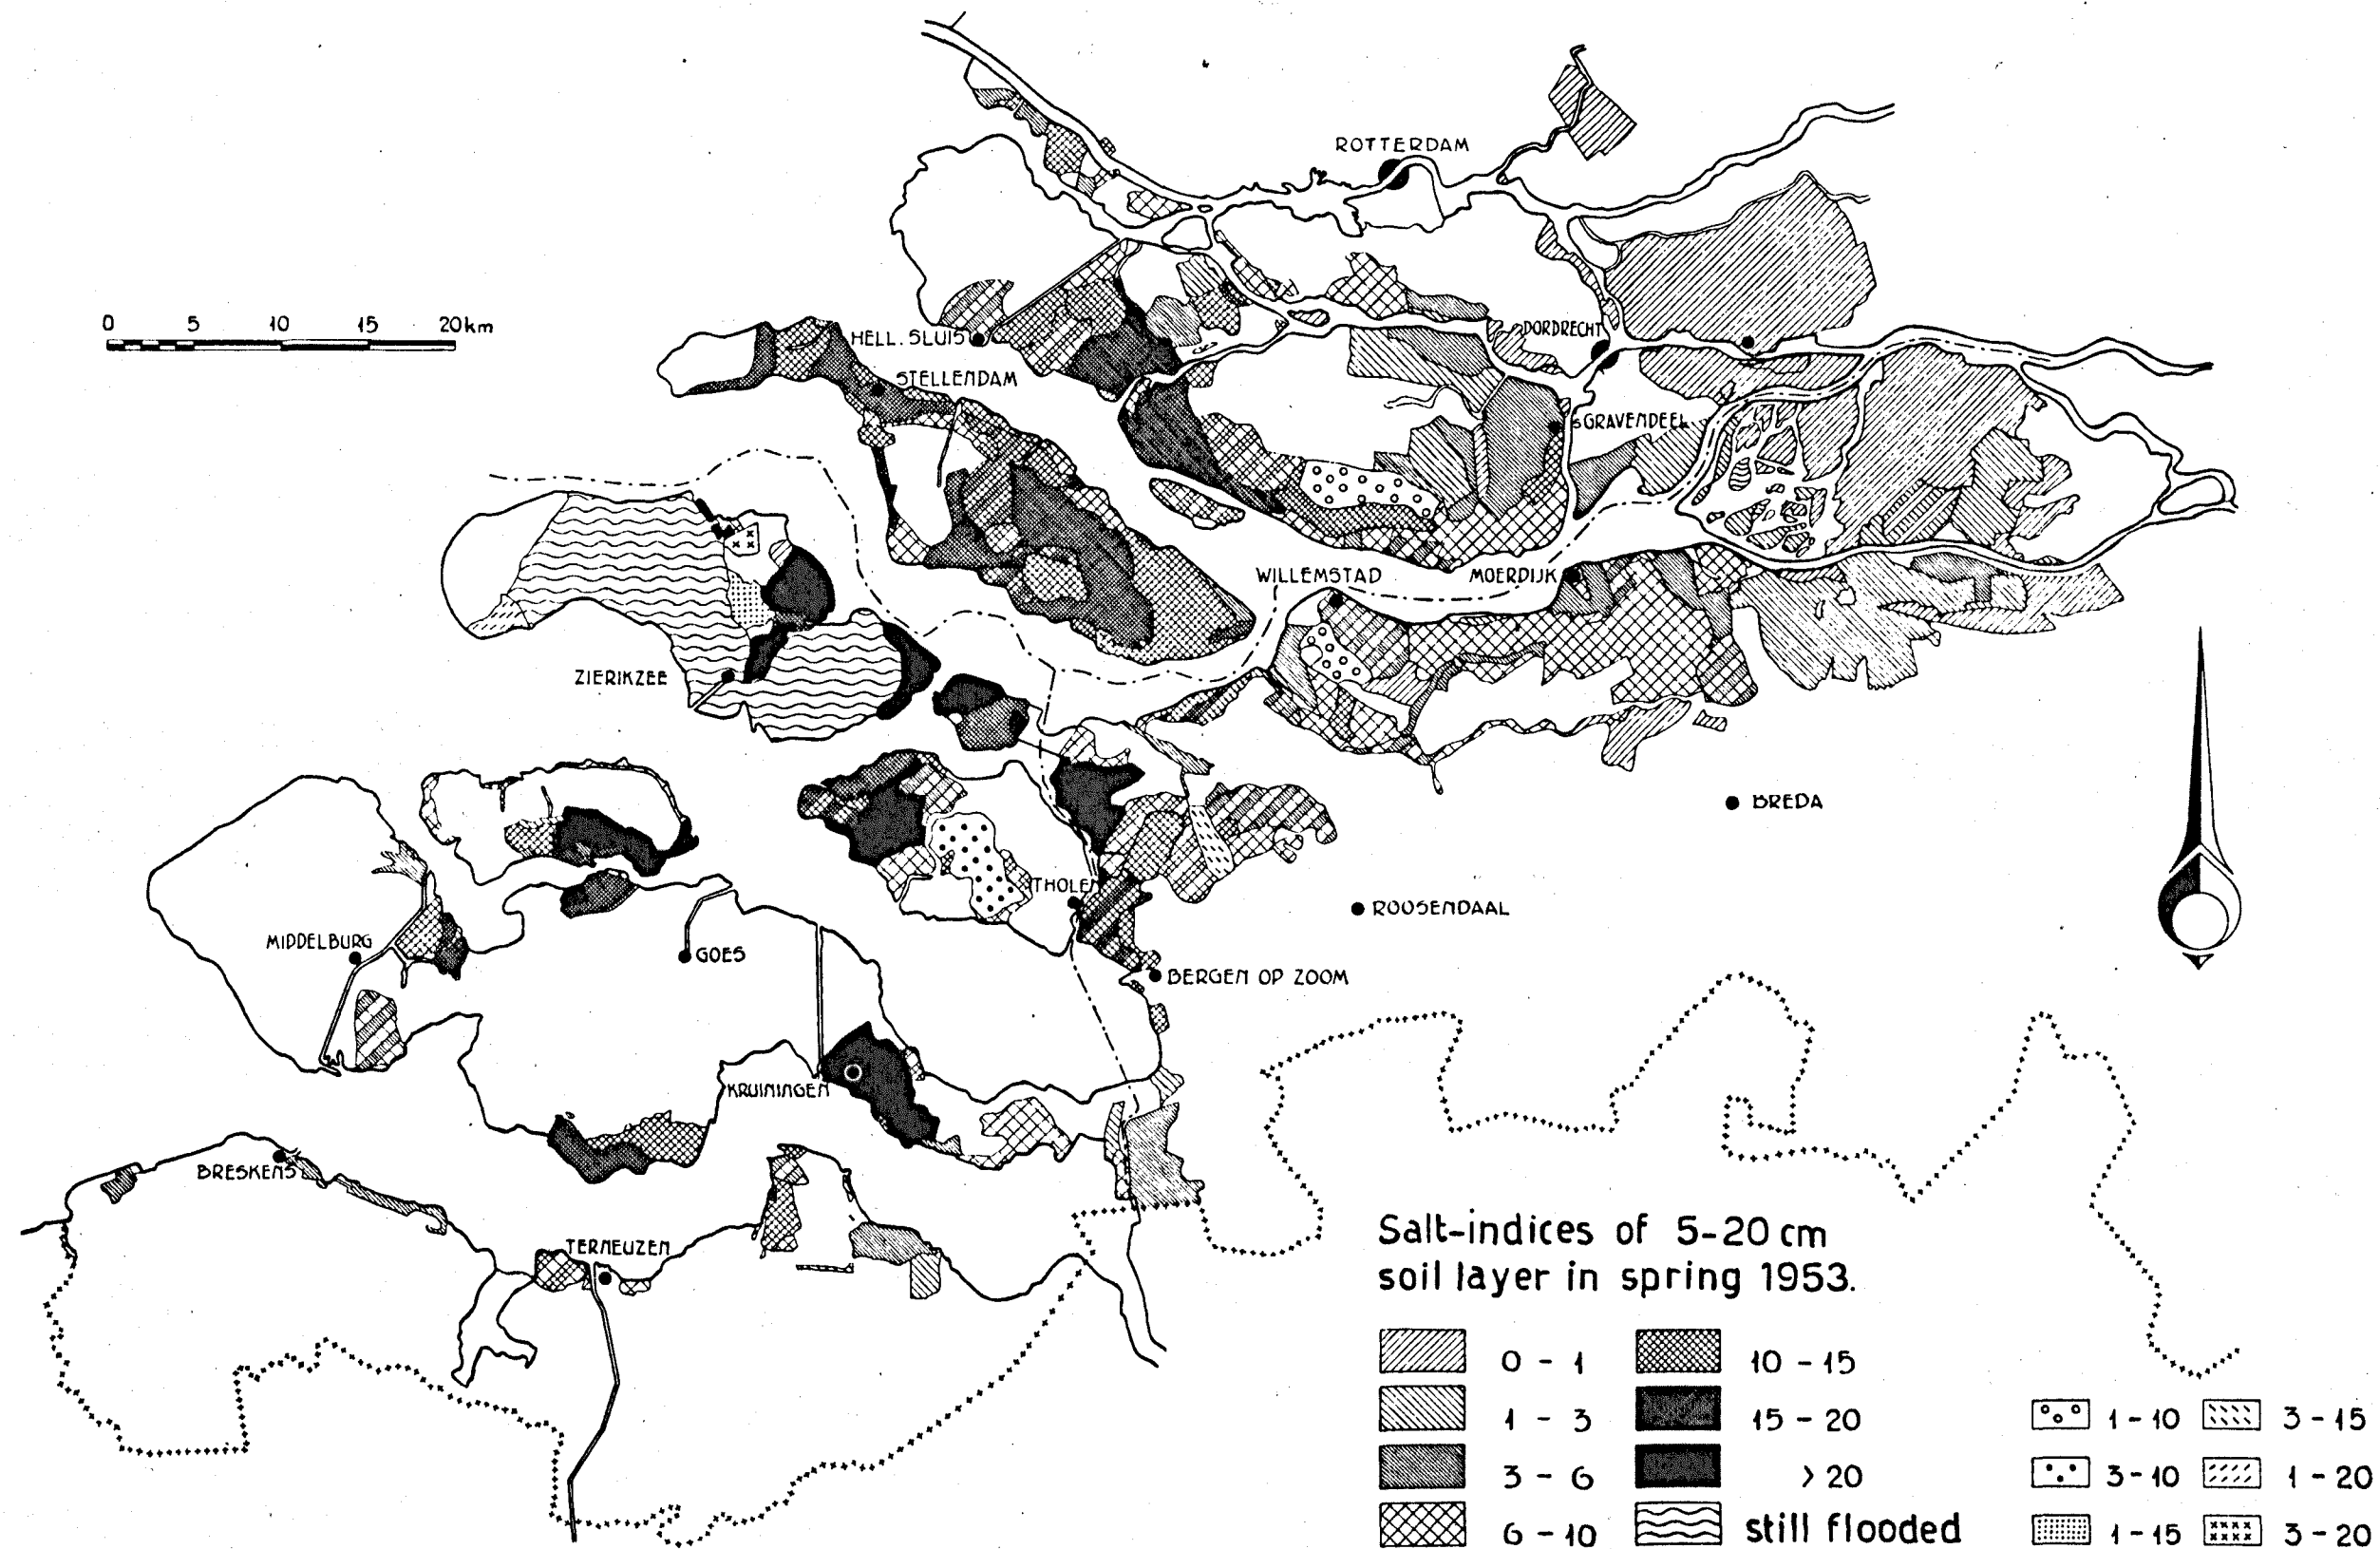 ROTTERDAM
0 5 10 15 20km
HELL. SLUIS
DORDRECHT
STELLENDAM
sGRAVENDEEL
WILLEMSTAD
MOERDIJK
ZIERIKZEE
BREDA
THOLEN
ROOSENDAAL
MIDDELBURG
GOES
BERGEN OP ZOOM
KRUININGEN
BRESKENS
TERNEUZEN
Salt-indices of 5-20 cm
soil layer in spring 1953.
0 - 1
10 - 15
1 - 3
15 - 20
3 - 6
> 20
6 - 10
still flooded
1 - 10
3 - 15
3 - 10
1 - 20
1 - 15
3 - 20